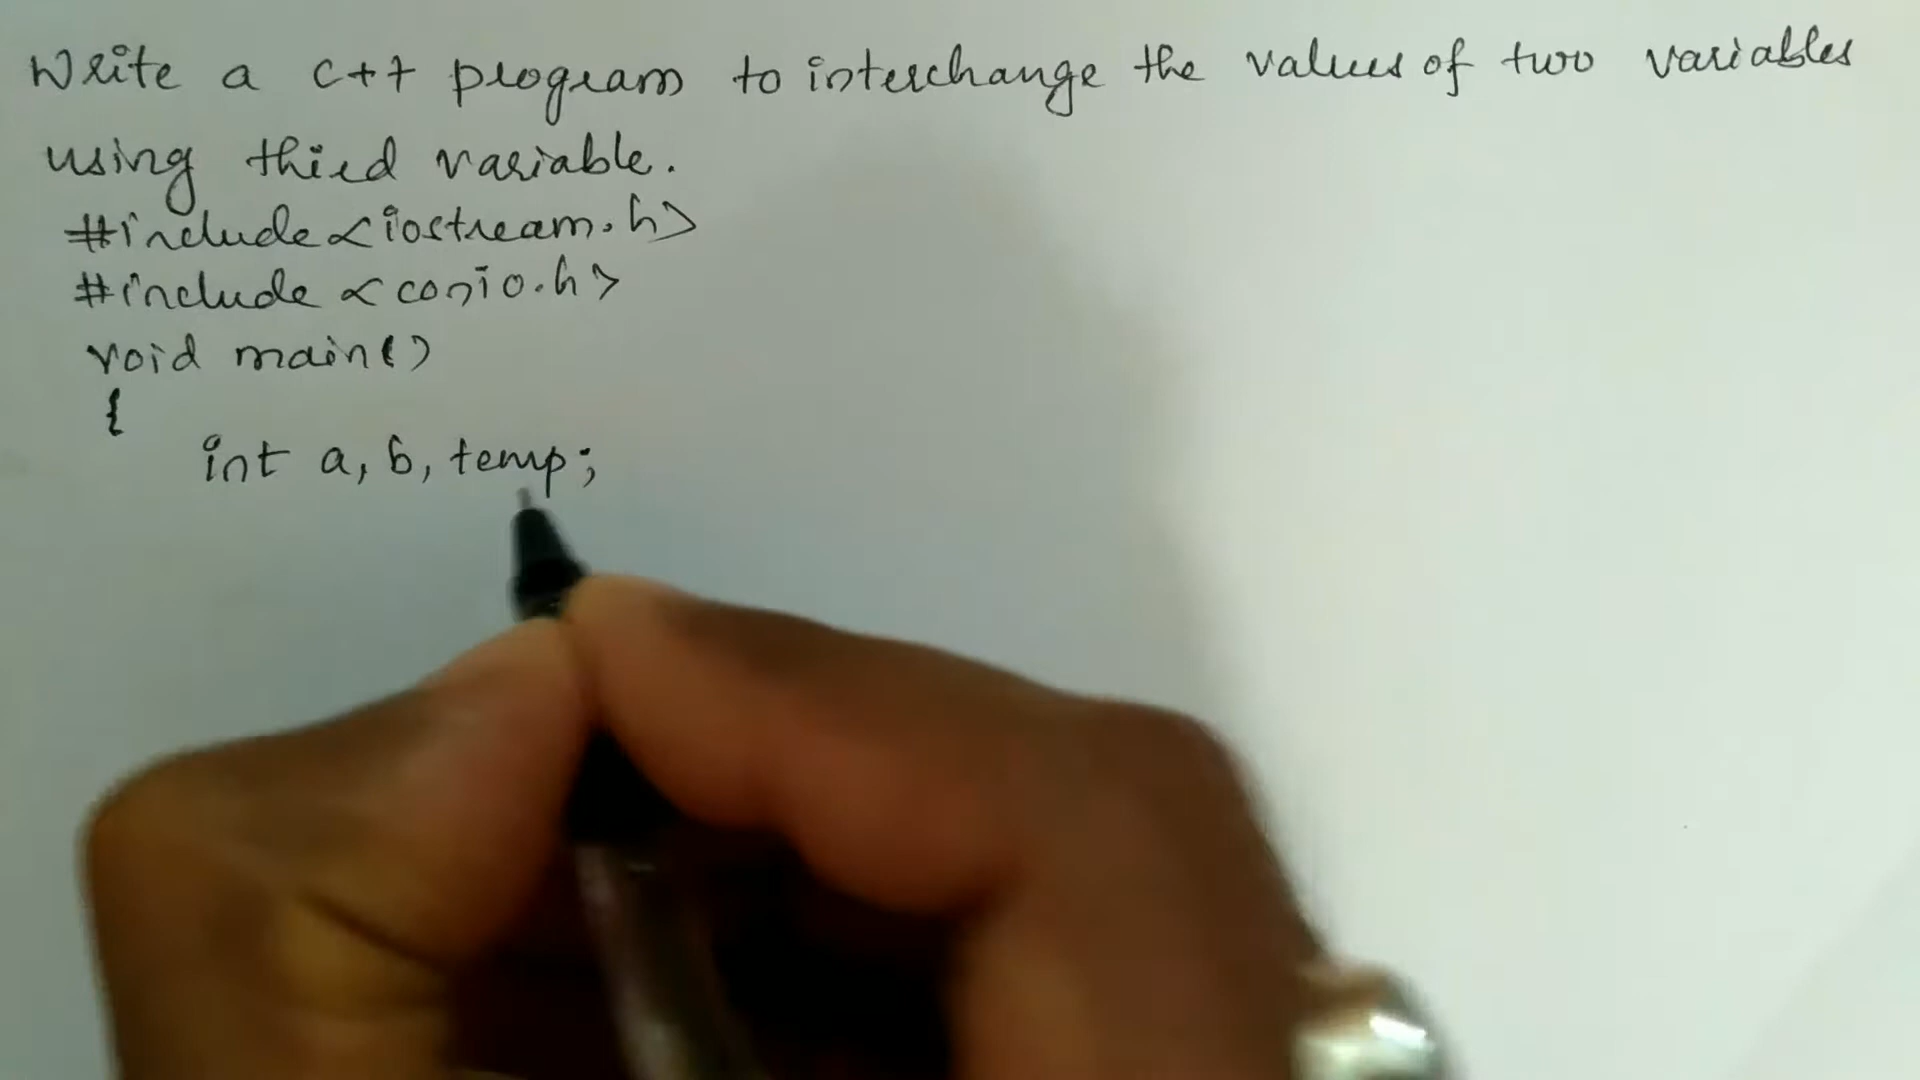 Write a c++ program to interchange the values of two variables
using third variable.
#include<iostream.h>
#include <conio.h>
void main()
{
int a, b, temp;